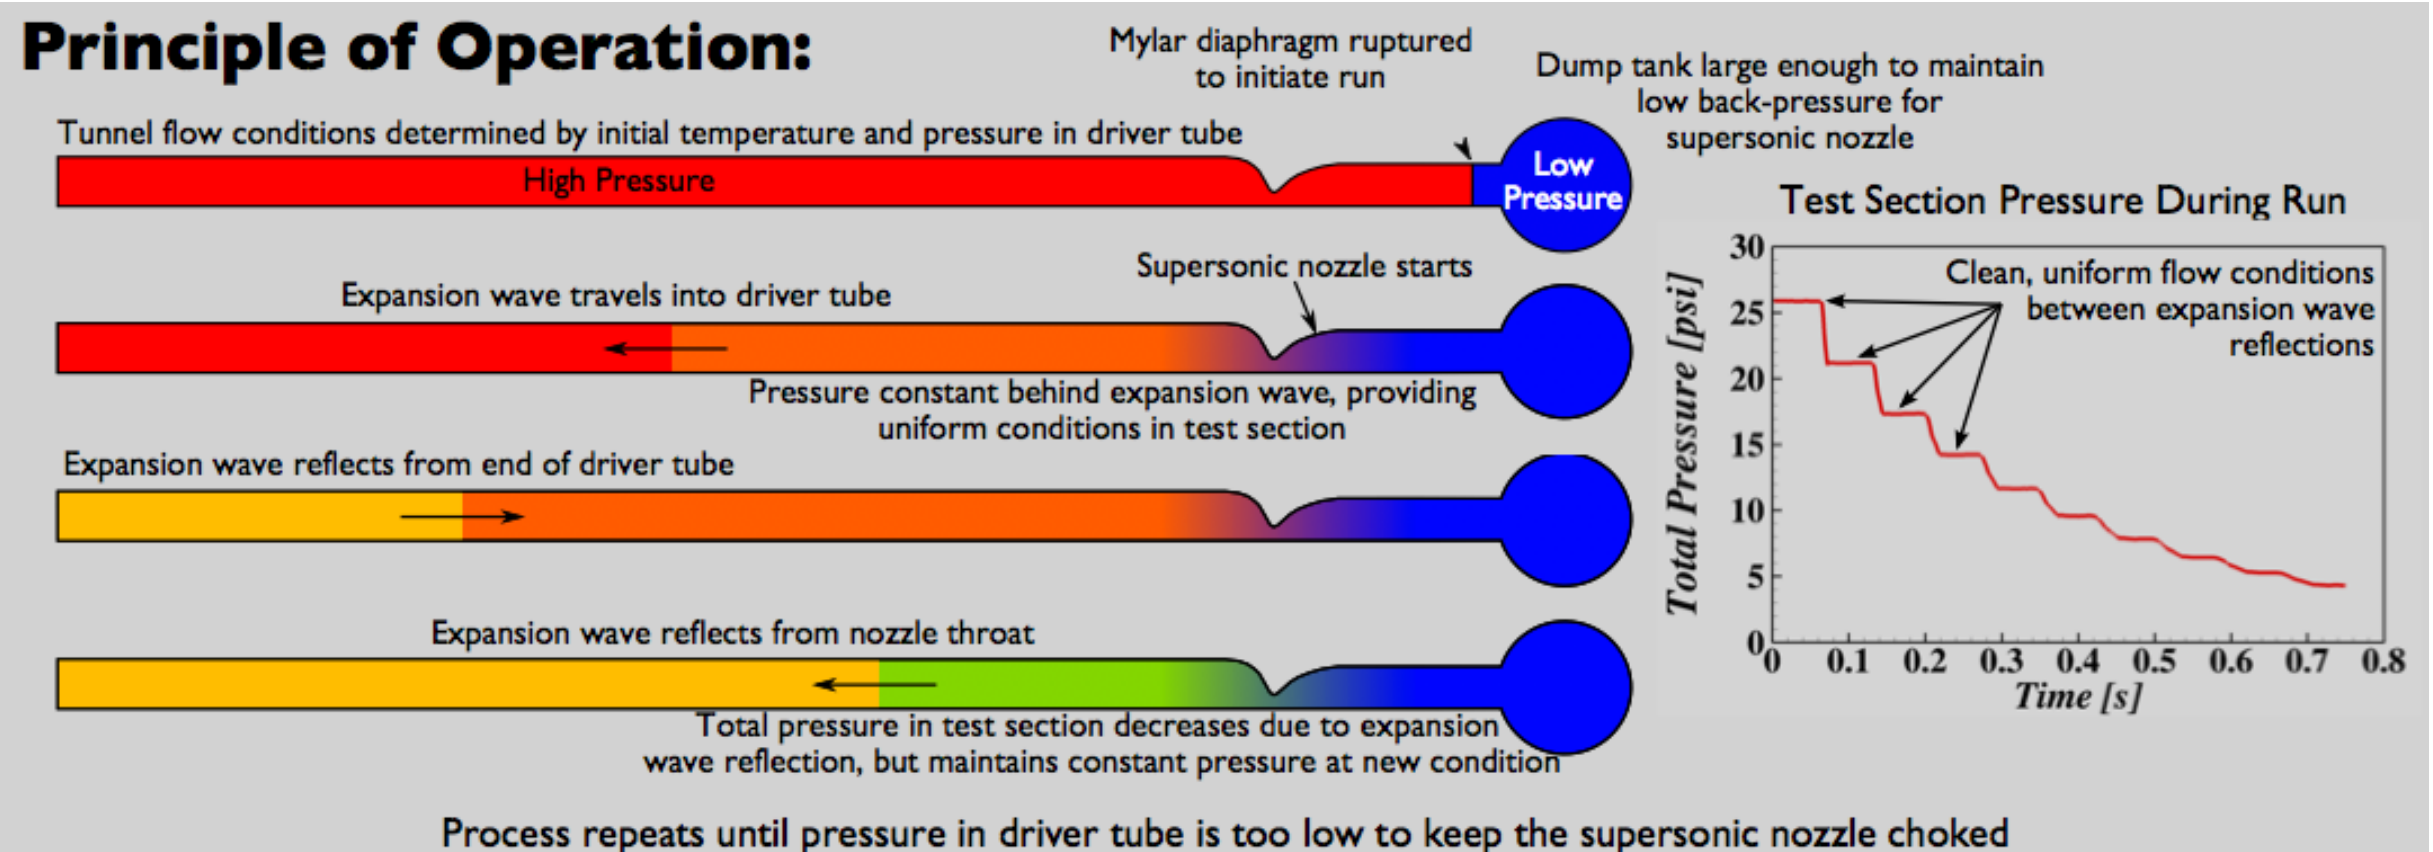 Principle of Operation:
Mylar diaphragm ruptured
to initiate run
Dump tank large enough to maintain
low back-pressure for
supersonic nozzle
Tunnel flow conditions determined by initial temperature and pressure in driver tube
High Pressure
Low
Pressure
Supersonic nozzle starts
Expansion wave travels into driver tube
Pressure constant behind expansion wave, providing
uniform conditions in test section
Expansion wave reflects from end of driver tube
Expansion wave reflects from nozzle throat
Total pressure in test section decreases due to expansion
wave reflection, but maintains constant pressure at new condition
Test Section Pressure During Run
Clean, uniform flow conditions
between expansion wave
reflections
Total Pressure [psi]
30
25
20
15
10
5
0
0 0.1 0.2 0.3 0.4 0.5 0.6 0.7 0.8
Time [s]
Process repeats until pressure in driver tube is too low to keep the supersonic nozzle choked